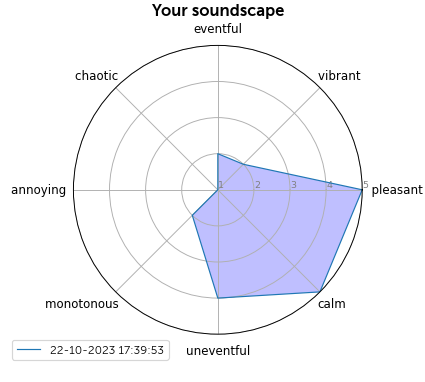 Your soundscape
eventful
chaotic
vibrant
annoying
1
2
3
4
5
pleasant
monotonous
calm
22-10-2023 17:39:53
uneventful